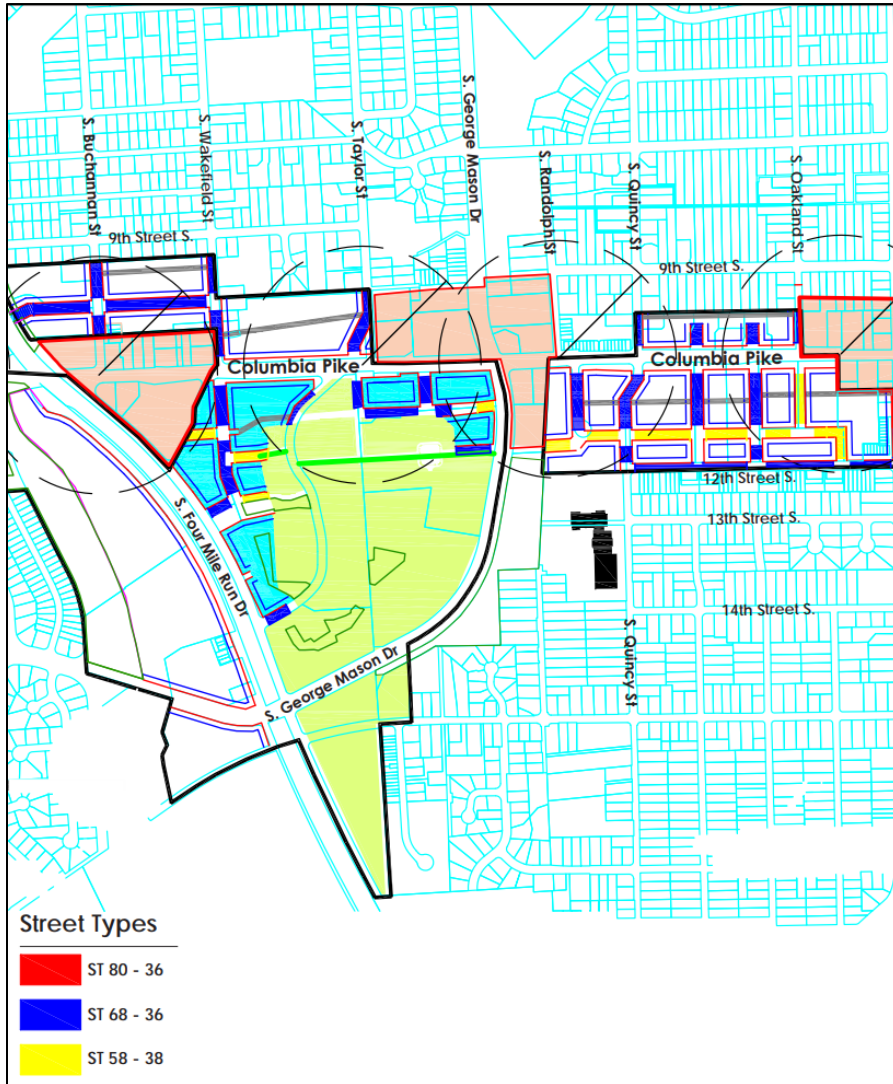 S. Buchannan St
S. Wakefield St
S. Taylor St
S. George Mason Dr
S. Randolph St
S. Quincy St
S. Oakland St
9th Street S.
9th Street S.
Columbia Pike
Columbia Pike
12th Street S.
13th Street S.
S. Four Mile Run Dr
14th Street S.
S. Quincy St
S. George Mason Dr
Street Types
ST 80 - 36
ST 68 - 36
ST 58 - 38